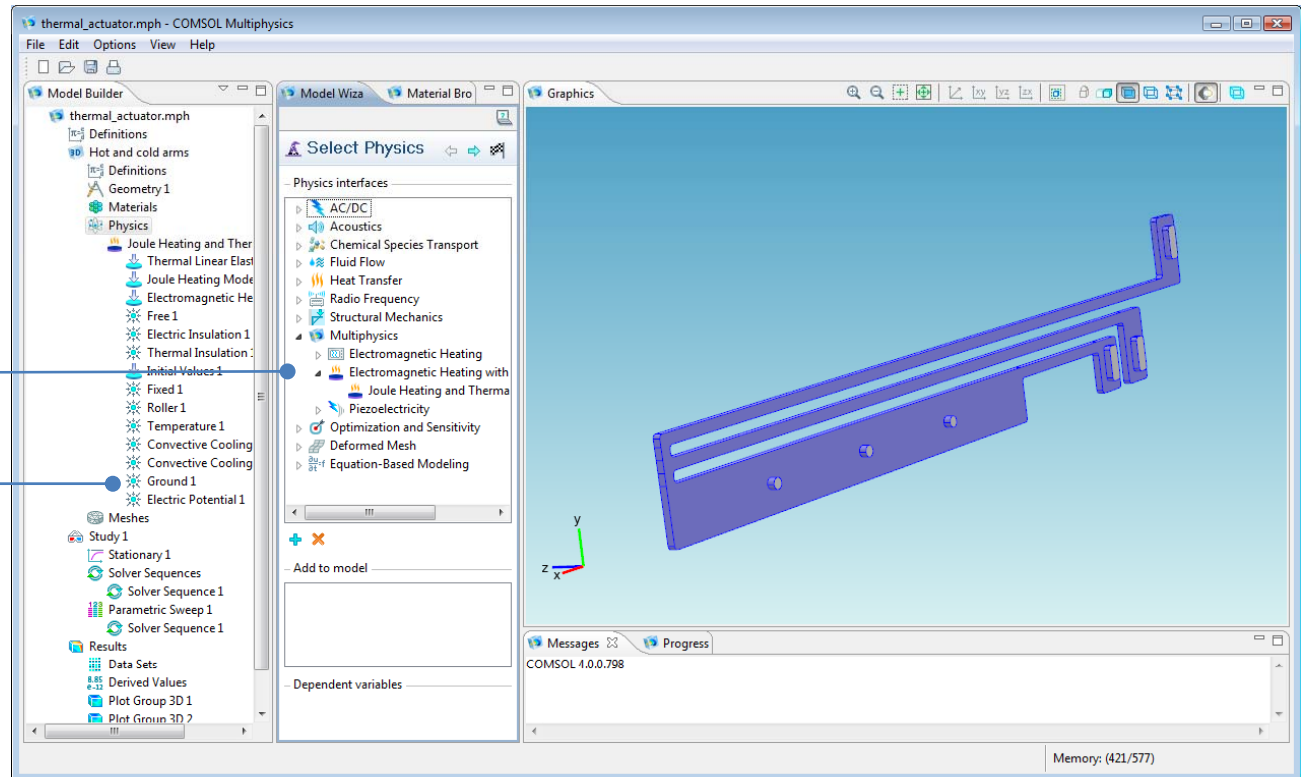 thermal_actuator.mph - COMSOL Multiphysics
File Edit Options View Help
Model Builder
thermal_actuator.mph
Definitions
Hot and cold arms
Definitions
Geometry 1
Materials
Physics
Joule Heating and Ther
Thermal Linear Elast
Joule Heating Mode
Electromagnetic He
Free 1
Electric Insulation 1
Thermal Insulation 1
Initial Values 1
Fixed 1
Roller 1
Temperature 1
Convective Cooling
Convective Cooling
Ground 1
Electric Potential 1
Meshes
Study 1
Stationary 1
Solver Sequences
Solver Sequence 1
Parametric Sweep 1
Solver Sequence 1
Results
Data Sets
Derived Values
Plot Group 3D 1
Plot Group 3D 2
Model Wiza Material Bro
Select Physics
Physics interfaces
AC/DC
Acoustics
Chemical Species Transport
Fluid Flow
Heat Transfer
Radio Frequency
Structural Mechanics
Multiphysics
Electromagnetic Heating
Electromagnetic Heating with
Joule Heating and Therma
Piezoelectricity
Optimization and Sensitivity
Deformed Mesh
Equation-Based Modeling
Add to model
Dependent variables
Graphics
xy yz zx
y
z
x
Messages Progress
COMSOL 4.0.0.798
Memory: (421/577)